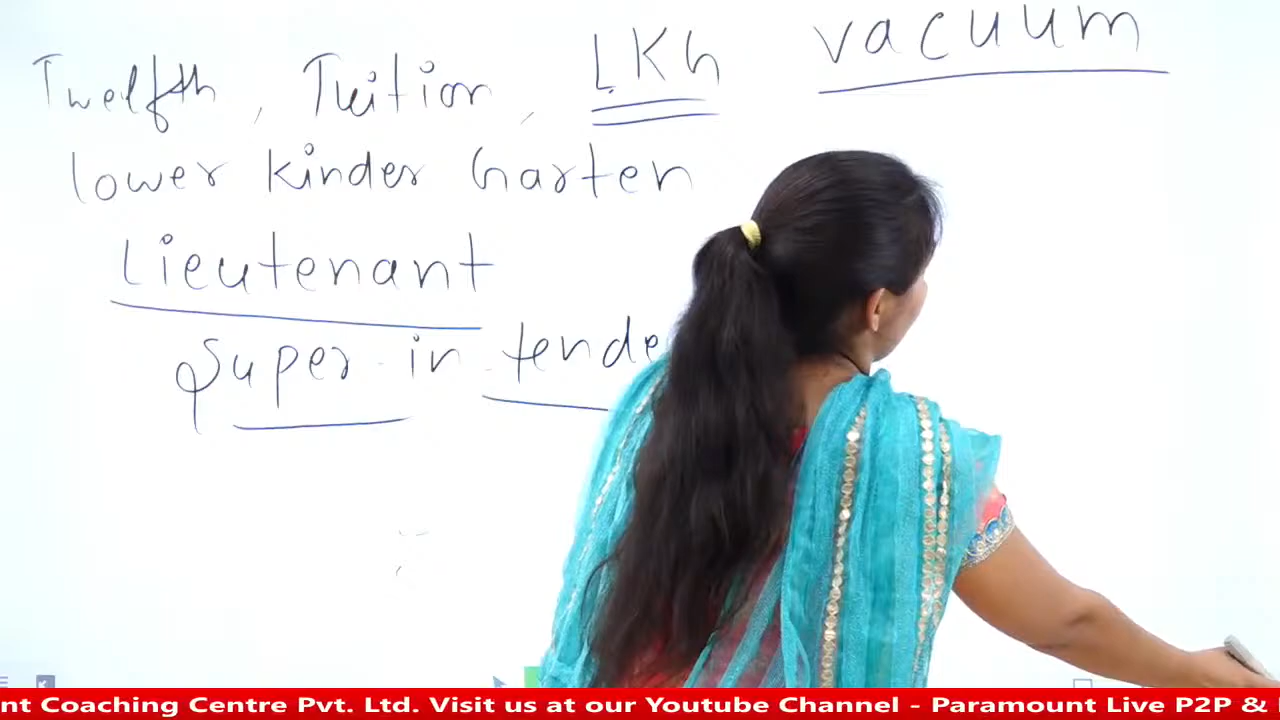 Twelfth, Tuition, LKG vacuum
lower kinder Garten
Lieutenant
Super-in-tende
nt Coaching Centre Pvt. Ltd. Visit us at our Youtube Channel - Paramount Live P2P &